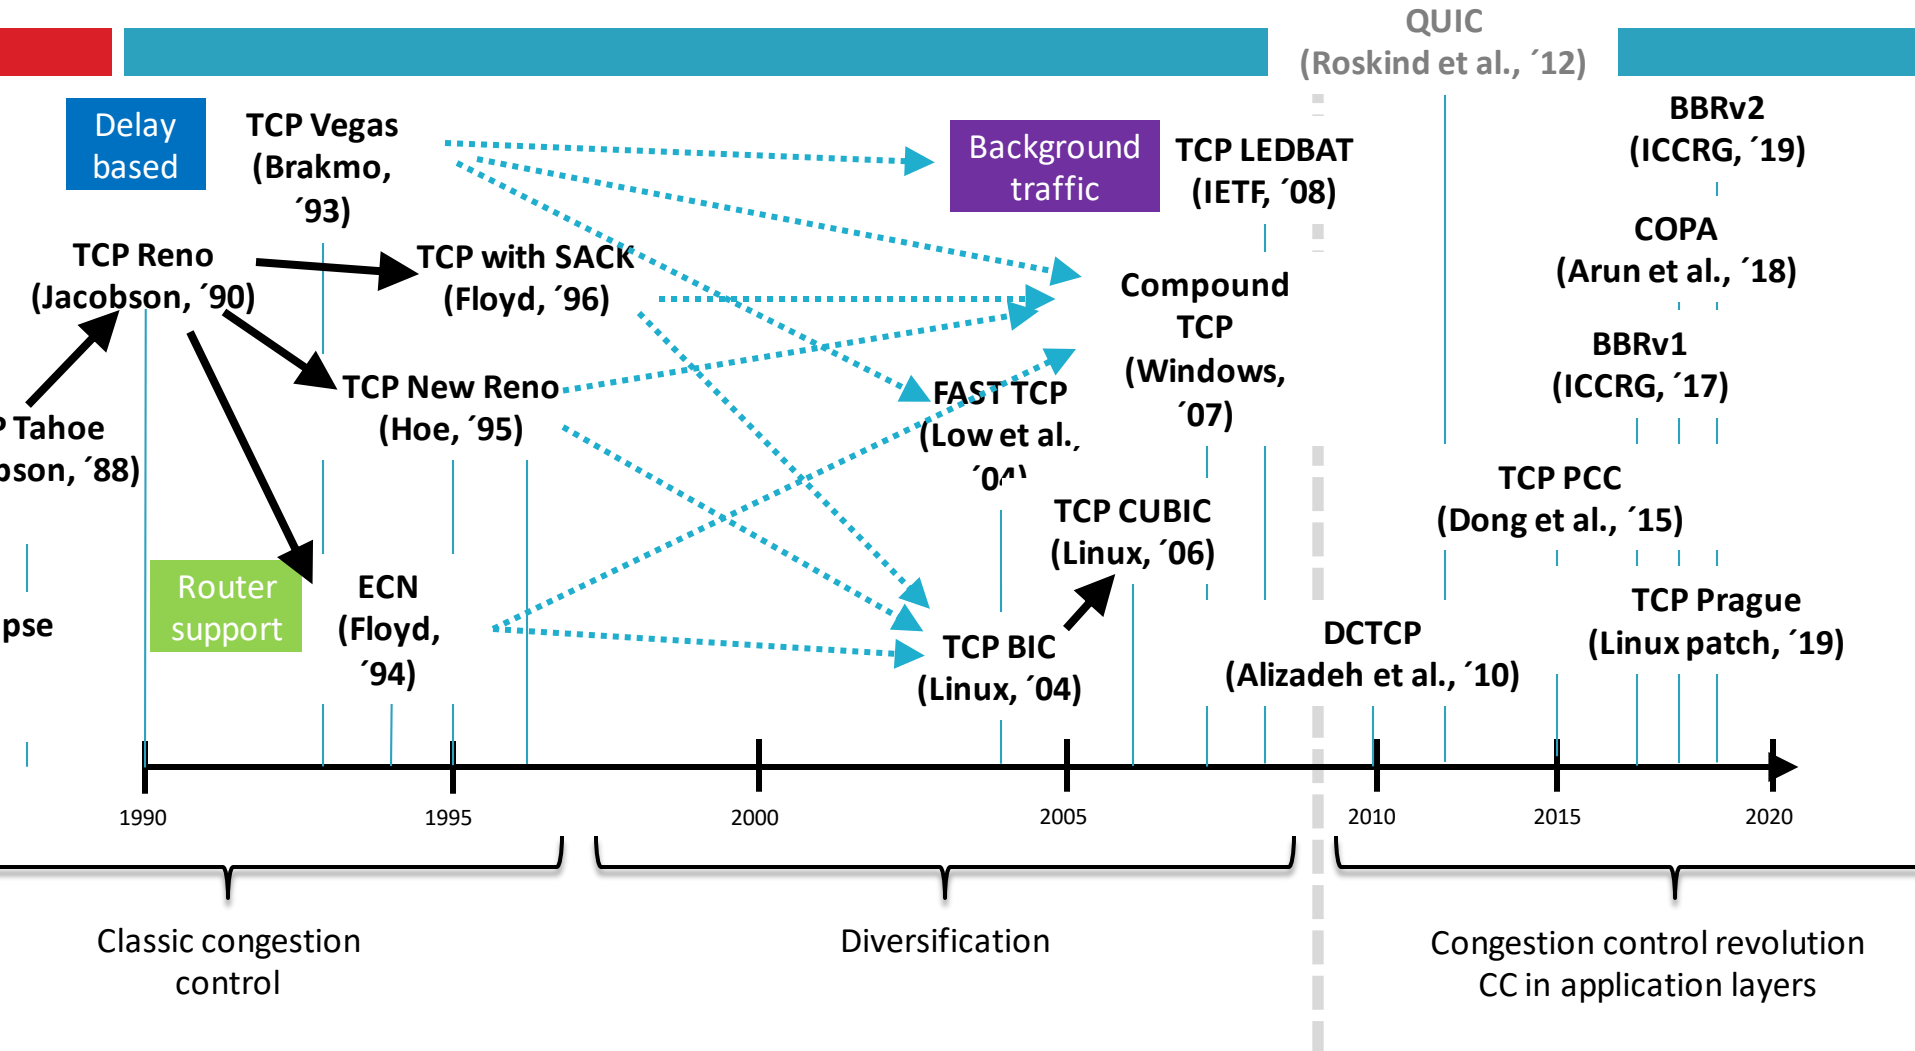 QUIC
(Roskind et al., ´12)
Delay
based
TCP Vegas
(Brakmo,
´93)
Background
traffic
TCP LEDBAT
(IETF, ´08)
BBRv2
(ICCRG, ´19)
TCP Reno
(Jacobson, ´90)
TCP with SACK
(Floyd, ´96)
Compound
TCP
(Windows,
´07)
COPA
(Arun et al., ´18)
BBRv1
(ICCRG, ´17)
TCP New Reno
(Hoe, ´95)
FAST TCP
(Low et al.,
´04)
P Tahoe
bson, ´88)
TCP CUBIC
(Linux, ´06)
TCP PCC
(Dong et al., ´15)
Router
support
ECN
(Floyd,
´94)
pse
TCP BIC
(Linux, ´04)
DCTCP
(Alizadeh et al., ´10)
TCP Prague
(Linux patch, ´19)
1990
1995
2000
2005
2010
2015
2020
Classic congestion
control
Diversification
Congestion control revolution
CC in application layers